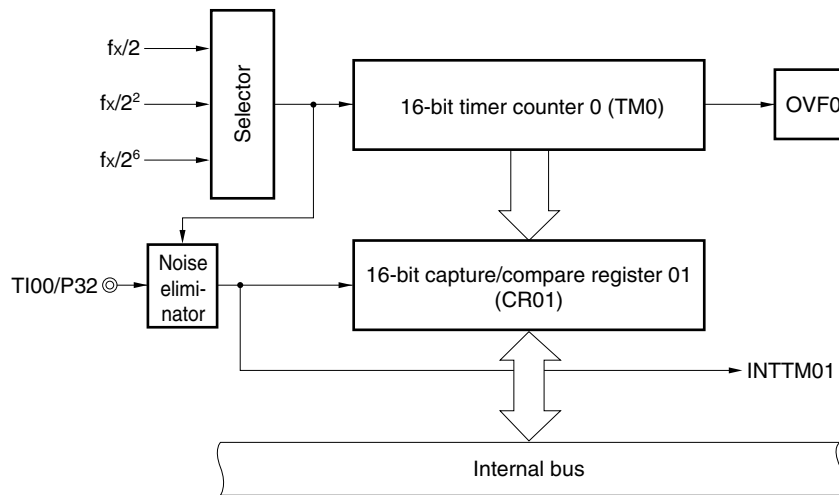 fx/2
fx/2²
fx/2⁶
Selector
16-bit timer counter 0 (TM0)
OVF0
TI00/P32
Noise
elimi-
nator
16-bit capture/compare register 01
(CR01)
INTTM01
Internal bus